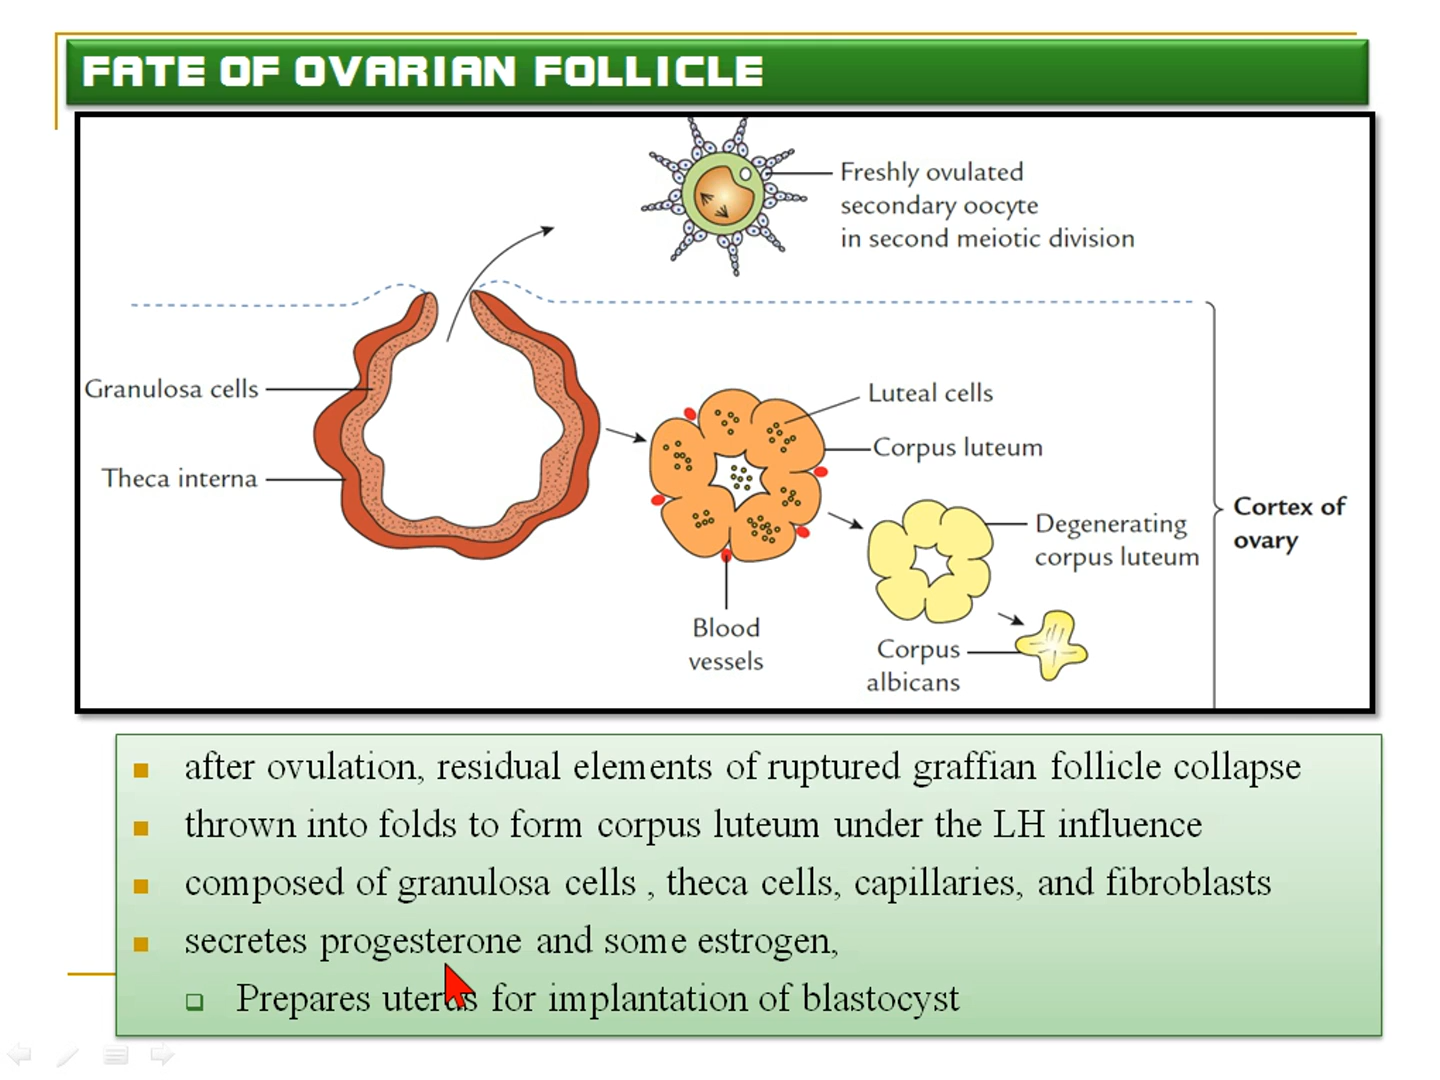 FATE OF OVARIAN FOLLICLE
Freshly ovulated
secondary oocyte
in second meiotic division
Granulosa cells
Theca interna
Luteal cells
Corpus luteum
Blood
vessels
Degenerating
corpus luteum
Corpus
albicans
Cortex of
ovary
after ovulation, residual elements of ruptured graffian follicle collapse
thrown into folds to form corpus luteum under the LH influence
composed of granulosa cells , theca cells, capillaries, and fibroblasts
secretes progesterone and some estrogen,
Prepares uterus for implantation of blastocyst